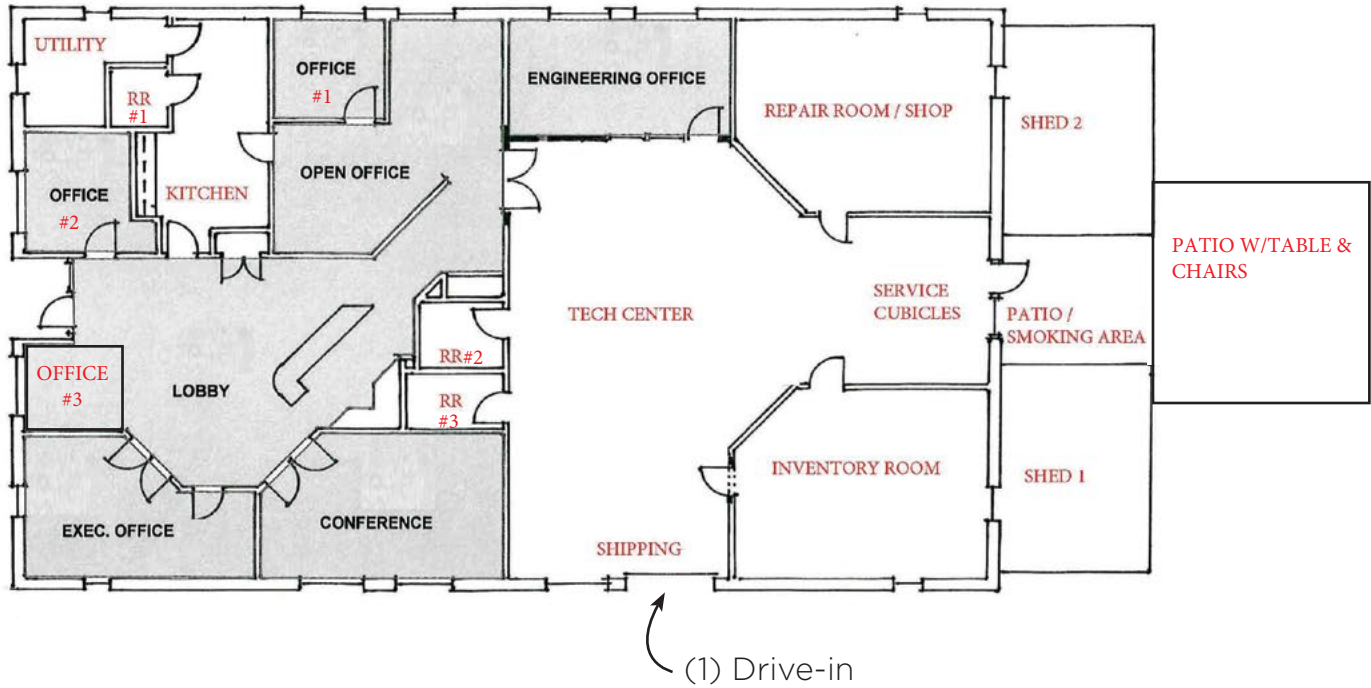 UTILITY
RR
#1
OFFICE
#1
ENGINEERING OFFICE
REPAIR ROOM / SHOP
SHED 2
OFFICE
#2
KITCHEN
OPEN OFFICE
PATIO W/TABLE &
CHAIRS
TECH CENTER
SERVICE
CUBICLES
PATIO /
SMOKING AREA
OFFICE
#3
LOBBY
RR#2
RR
#3
EXEC. OFFICE
CONFERENCE
INVENTORY ROOM
SHED 1
SHIPPING
(1) Drive-in